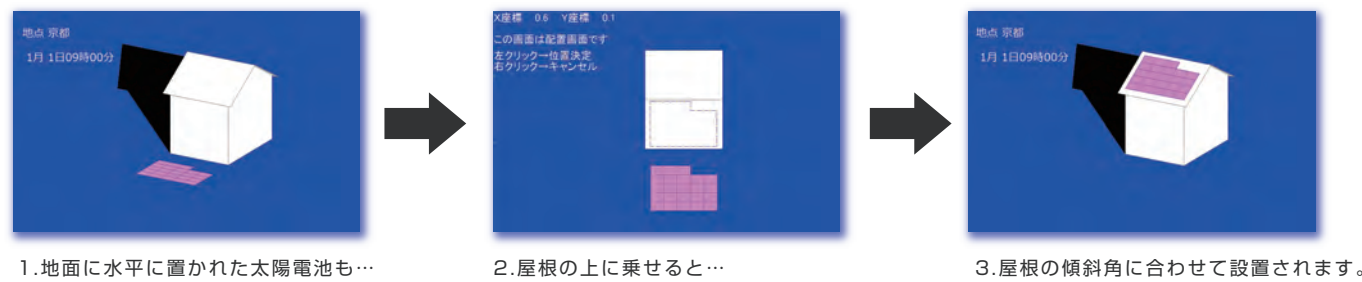 地点 京都
1月 1日09時00分
X座標 0.6 Y座標 0.1
この画面は配置画面です
左クリックー位置決定
右クリックーキャンセル
地点 京都
1月 1日09時00分
1.地面に水平に置かれた太陽電池も…
2.屋根の上に乗せると…
3.屋根の傾斜角に合わせて設置されます。